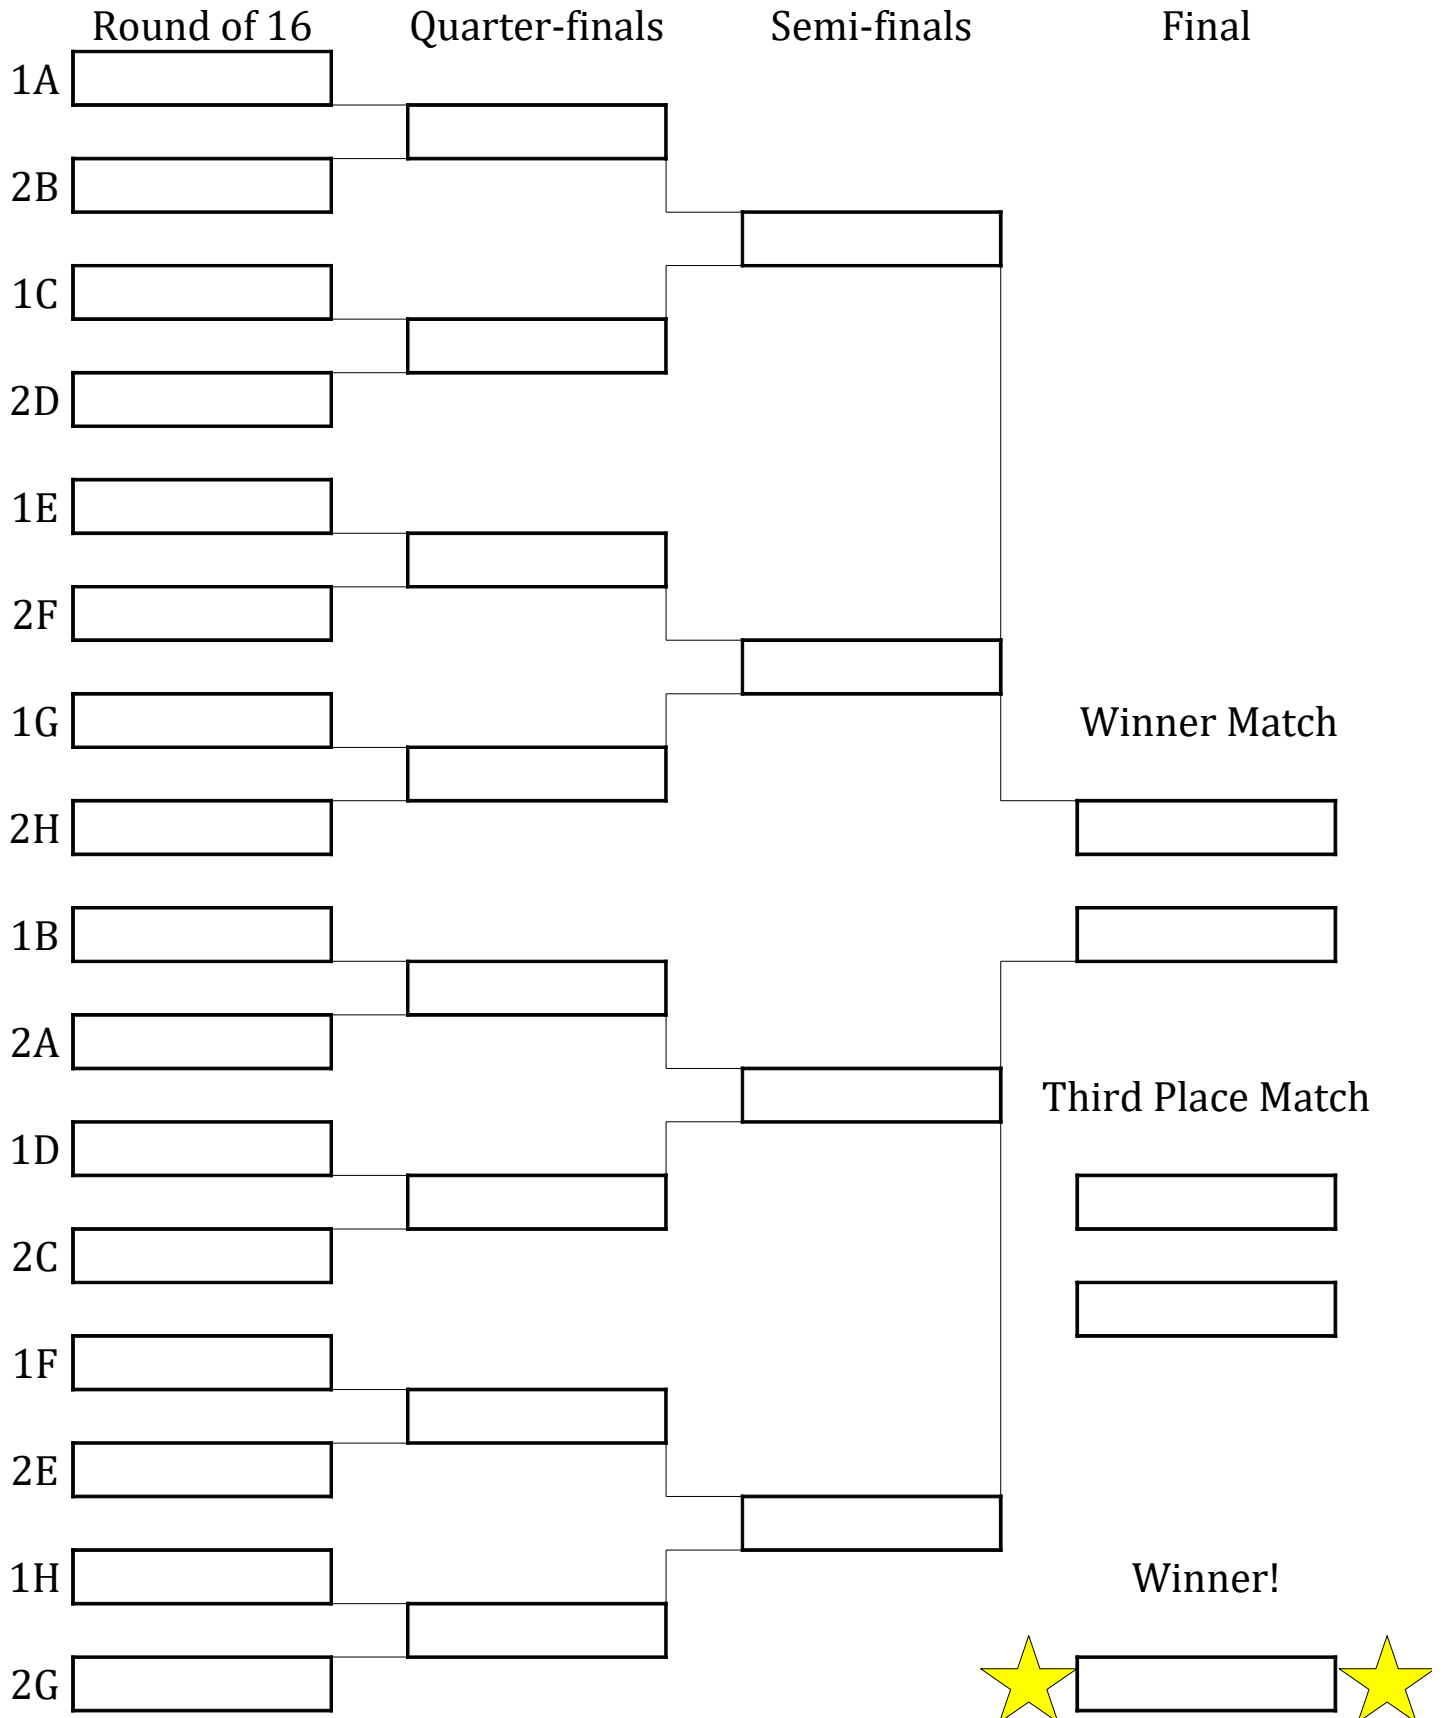 Round of 16 Quarter-finals Semi-finals Final
1A
2B
1C
2D
1E
2F
1G
Winner Match
2H
1B
2A
Third Place Match
1D
2C
1F
2E
1H
Winner!
2G